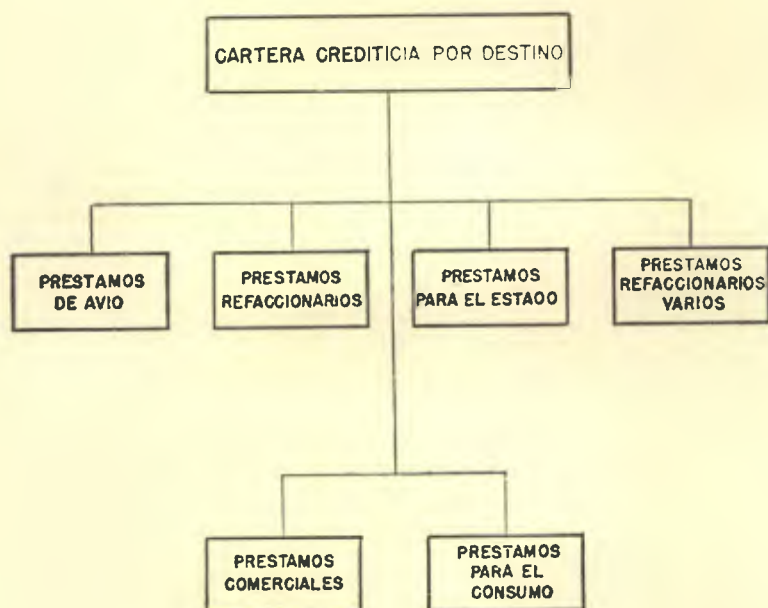 CARTERA CREDITICIA POR DESTINO
PRESTAMOS
DE AVIO
PRESTAMOS
REFACCIONARIOS
PRESTAMOS
PARA EL ESTADO
PRESTAMOS
REFACCIONARIOS
VARIOS
PRESTAMOS
COMERCIALES
PRESTAMOS
PARA EL
CONSUMO